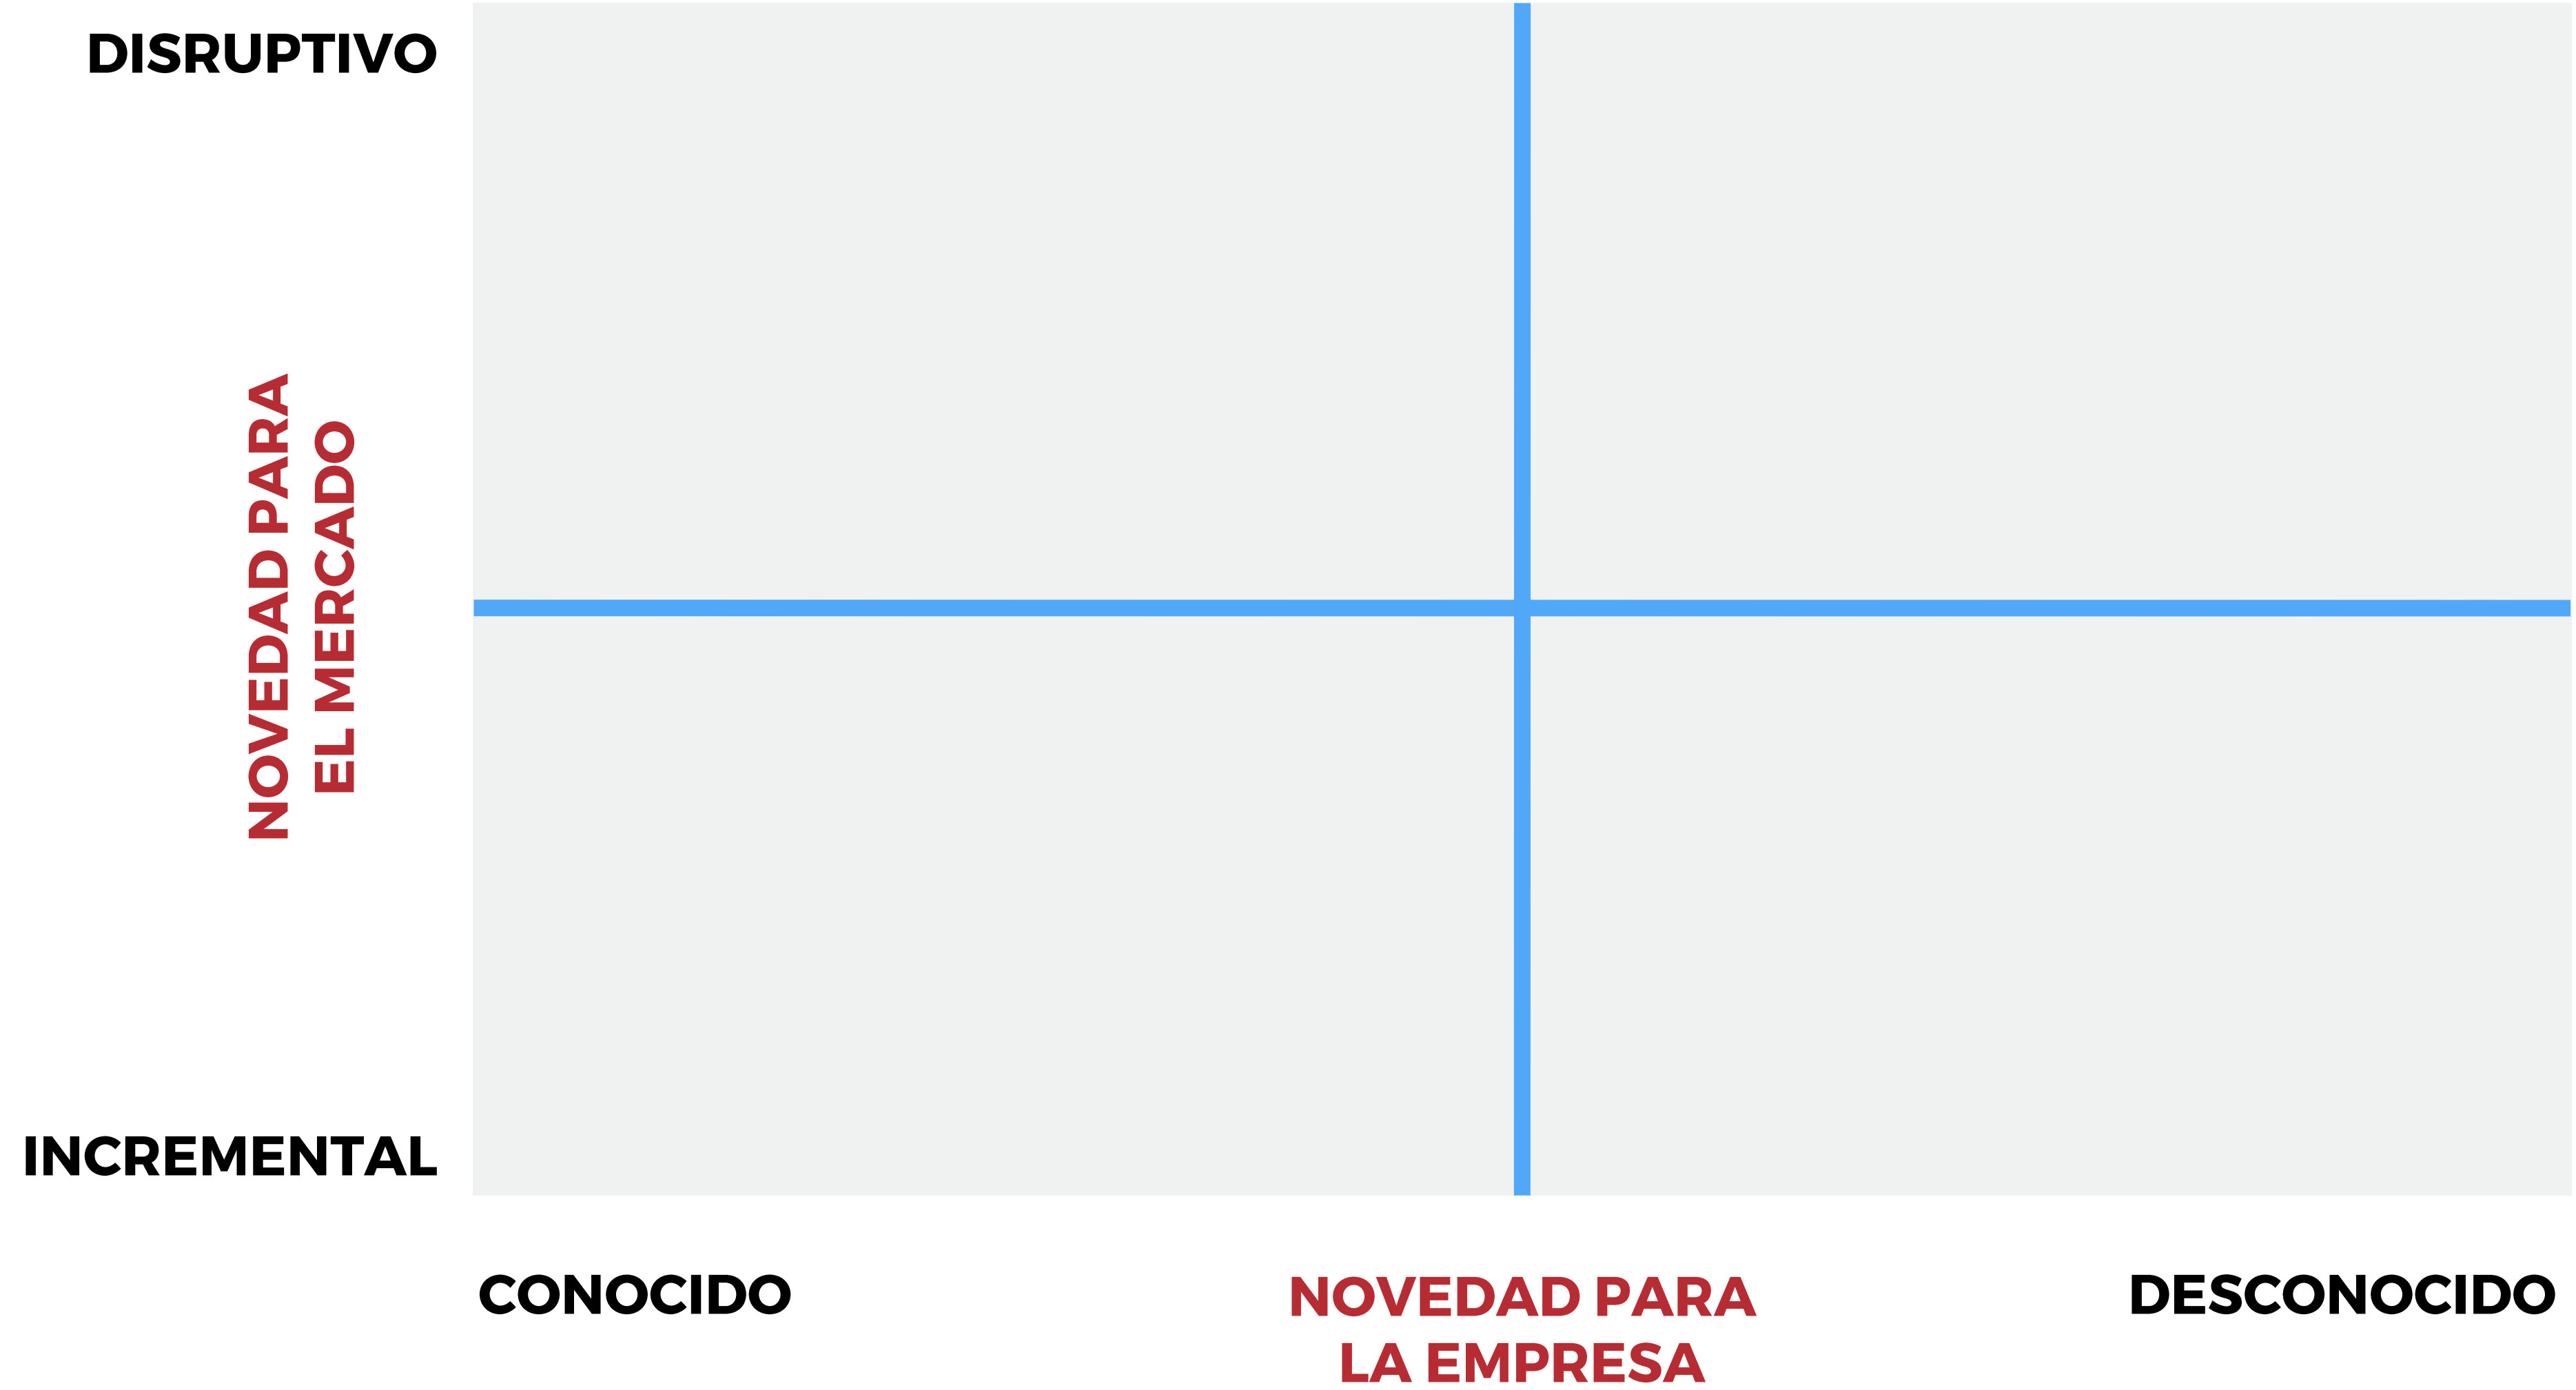 DISRUPTIVO
NOVEDAD PARA
EL MERCADO
INCREMENTAL
CONOCIDO
NOVEDAD PARA
LA EMPRESA
DESCONOCIDO